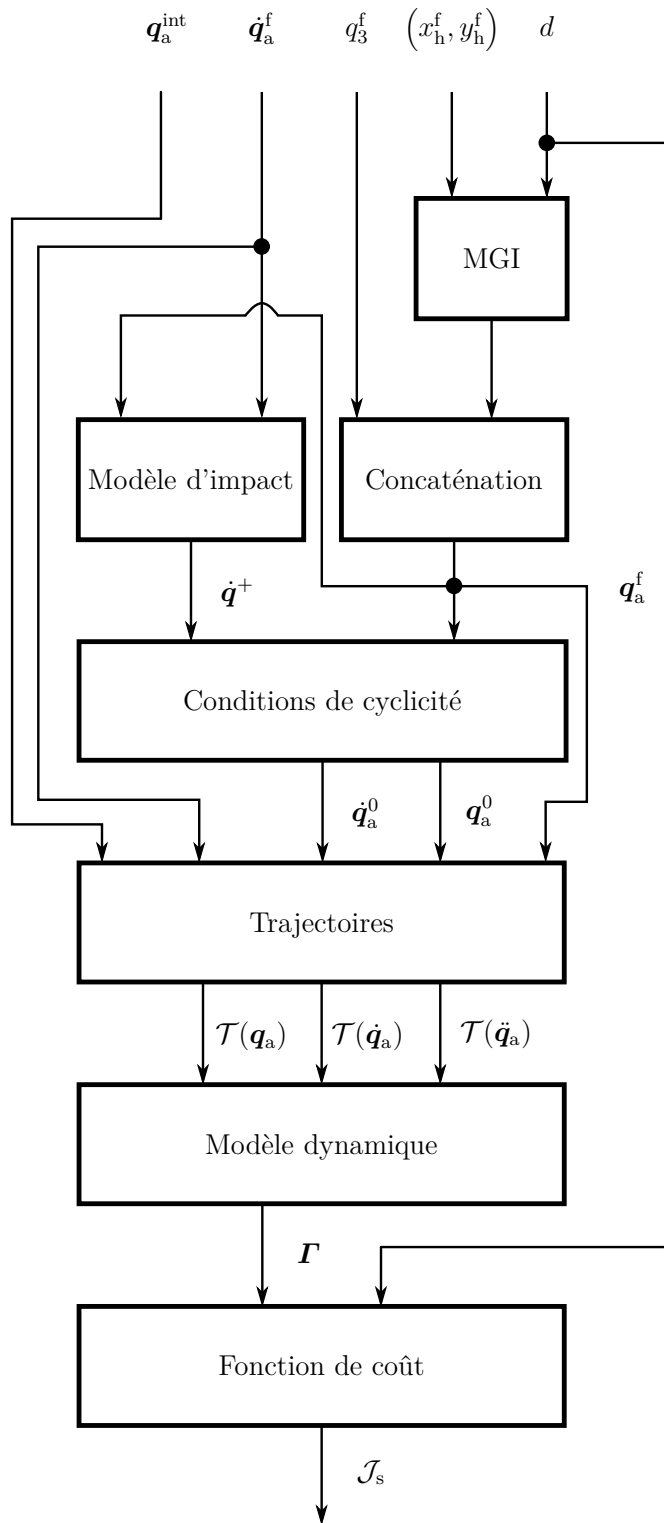 q_a^int q̇_a^f q_3^f (x_h^f, y_h^f) d
MGI
Modèle d'impact Concaténation
q̇^+ q_a^f
Conditions de cyclicité
q̇_a^0 q_a^0
Trajectoires
𝒯(q_a) 𝒯(q̇_a) 𝒯(q̈_a)
Modèle dynamique
Γ
Fonction de coût
𝒥_s